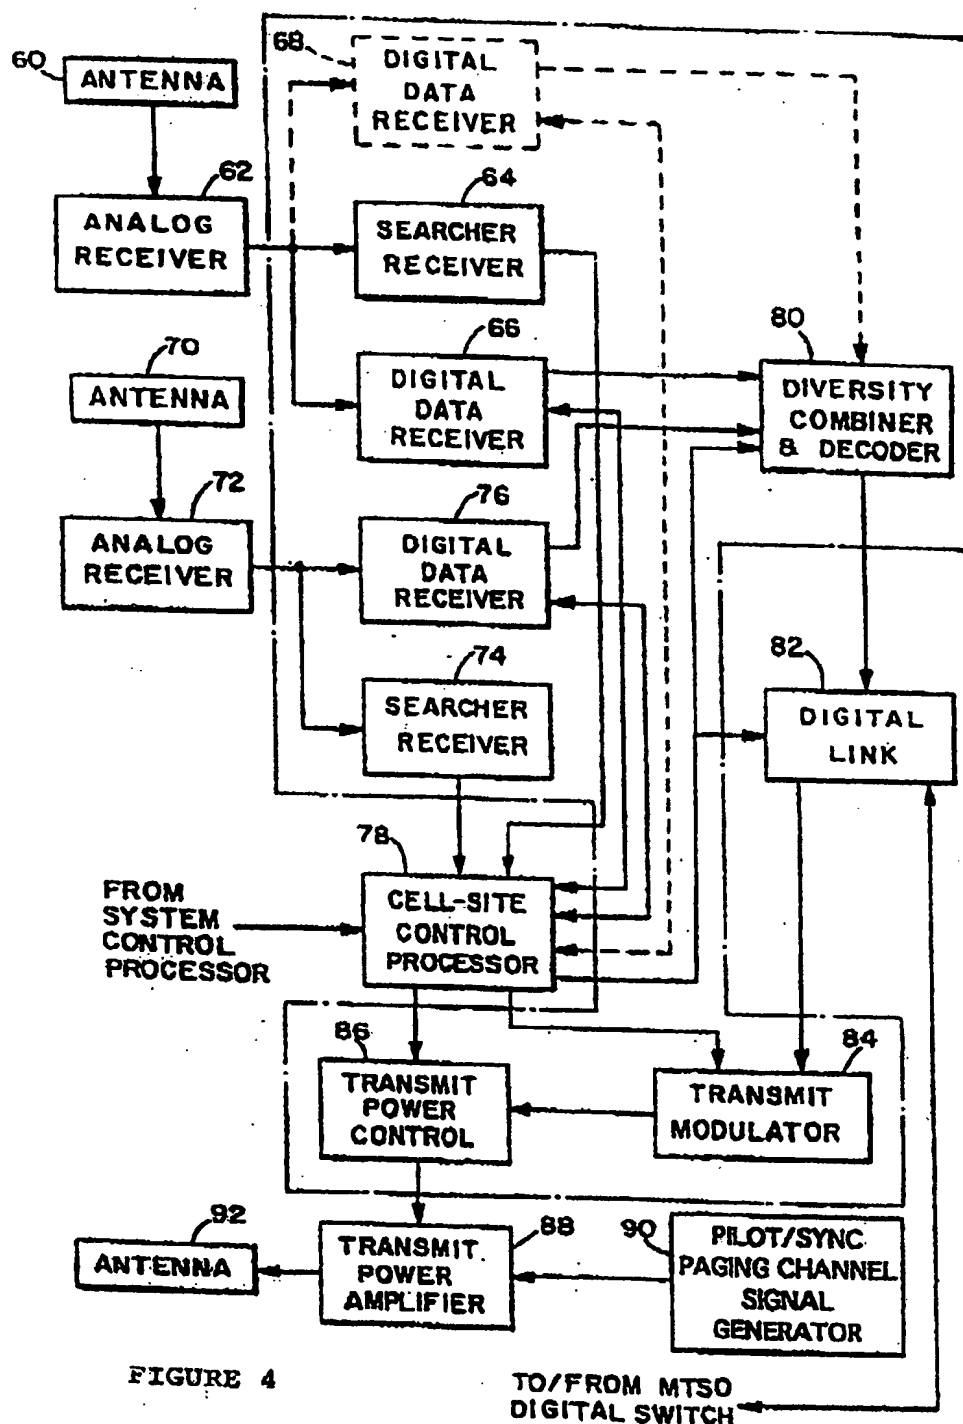 60
ANTENNA
68
DIGITAL
DATA
RECEIVER
62
ANALOG
RECEIVER
64
SEARCHER
RECEIVER
70
ANTENNA
66
DIGITAL
DATA
RECEIVER
80
DIVERSITY
COMBINER
& DECODER
72
ANALOG
RECEIVER
76
DIGITAL
DATA
RECEIVER
74
SEARCHER
RECEIVER
82
DIGITAL
LINK
78
CELL-SITE
CONTROL
PROCESSOR
FROM
SYSTEM
CONTROL
PROCESSOR
86
TRANSMIT
POWER
CONTROL
84
TRANSMIT
MODULATOR
92
ANTENNA
88
TRANSMIT
POWER
AMPLIFIER
90
PILOT/SYNC
PAGING CHANNEL
SIGNAL
GENERATOR
FIGURE 4
TO/FROM MTSO
DIGITAL SWITCH